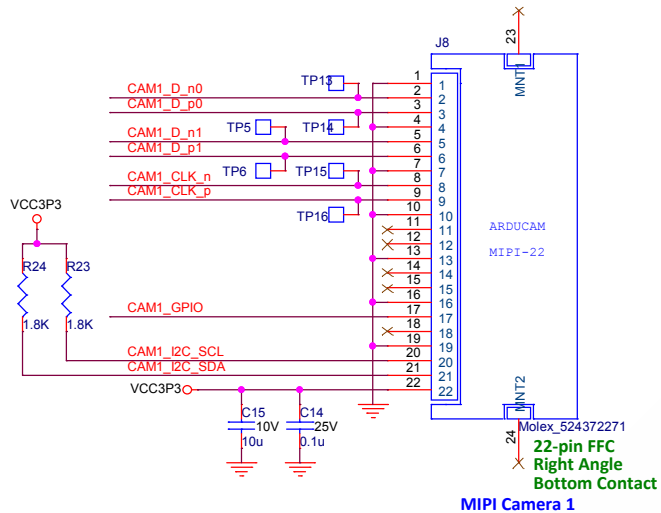 23
J8
MNT1
TP13
1 1
CAM1_D_n0 2 2
CAM1_D_p0 3 3
TP5 TP14 4 4
CAM1_D_n1 5 5
CAM1_D_p1 6 6
TP6 TP15 7 7
CAM1_CLK_n 8 8
CAM1_CLK_p 9 9
VCC3P3 TP16 10 10
11 11
ARDUCAM
12 12
MIPI-22
13 13
R24 R23 14 14
15 15
16 16
CAM1_GPIO 17 17
1.8K 1.8K 18 18
19 19
CAM1_I2C_SCL 20 20
CAM1_I2C_SDA 21 21
VCC3P3 22 22
MNT2
C15 C14
10V 25V
10u 0.1u
24
Molex_524372271
22-pin FFC
Right Angle
Bottom Contact
MIPI Camera 1